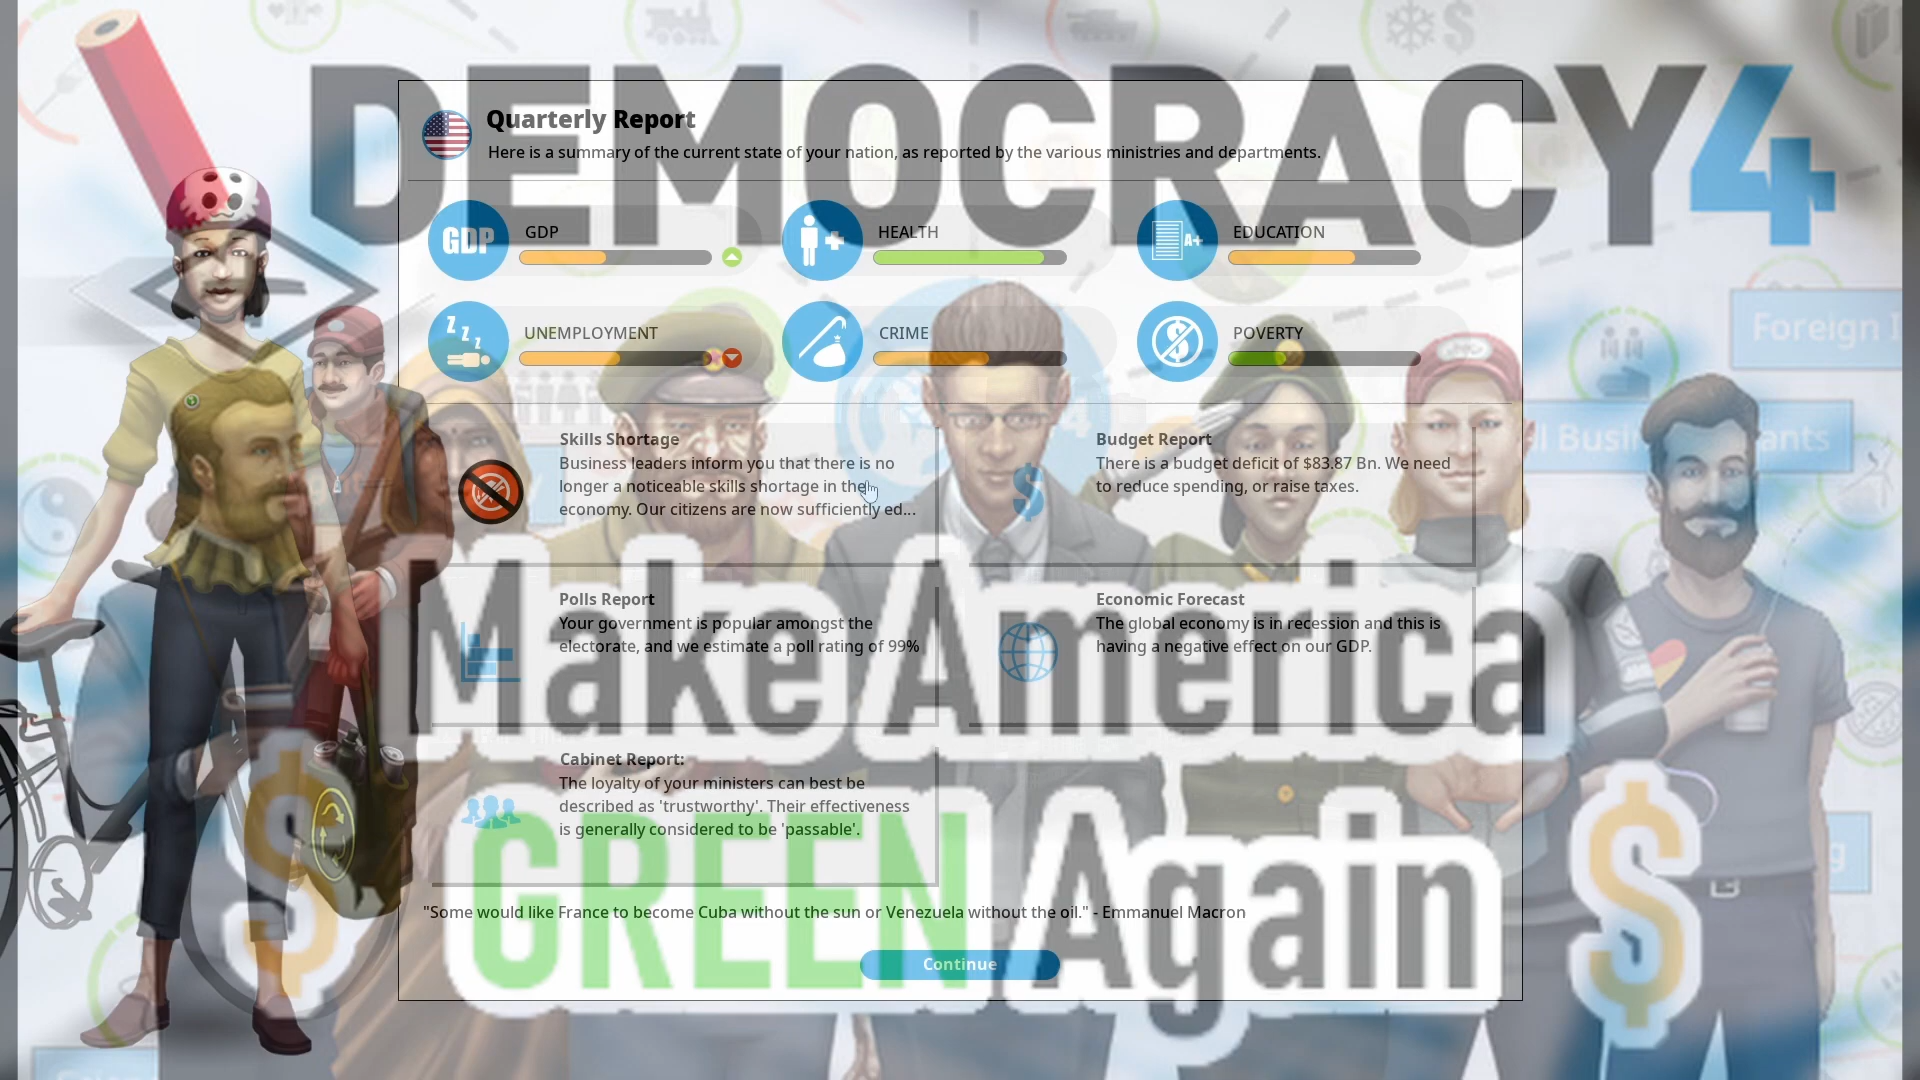 DEMOCRACY4
Quarterly Report
Here is a summary of the current state of your nation, as reported by the various ministries and departments.
GDP GDP
HEALTH
A+ EDUCATION
Z Z Z UNEMPLOYMENT
CRIME
POVERTY
Foreign
Skills Shortage
Business leaders inform you that there is no
longer a noticeable skills shortage in the
economy. Our citizens are now sufficiently ed...
Budget Report
There is a budget deficit of $83.87 Bn. We need
to reduce spending, or raise taxes.
Polls Report
Your government is popular amongst the
electorate, and we estimate a poll rating of 99%
Economic Forecast
The global economy is in recession and this is
having a negative effect on our GDP.
Make America
Cabinet Report:
The loyalty of your ministers can best be
described as 'trustworthy'. Their effectiveness
is generally considered to be 'passable'.
$ GREEN Again $
"Some would like France to become Cuba without the sun or Venezuela without the oil." - Emmanuel Macron
Continue